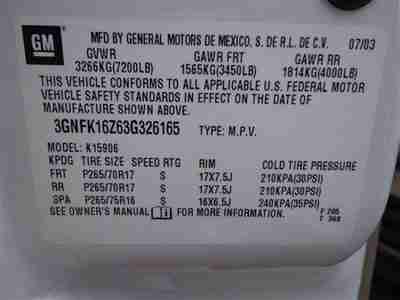 GM
MFD BY GENERAL MOTORS DE MEXICO, S. DE R.L. DE C.V. 07/03
GVWR GAWR FRT GAWR RR
3266KG(7200LB) 1565KG(3450LB) 1814KG(4000LB)
THIS VEHICLE CONFORMS TO ALL APPLICABLE U.S. FEDERAL MOTOR
VEHICLE SAFETY STANDARDS IN EFFECT ON THE DATE OF
MANUFACTURE SHOWN ABOVE.
3GNFK16Z63G326165 TYPE: M.P.V.
MODEL: K15906
KPDG TIRE SIZE SPEED RTG RIM COLD TIRE PRESSURE
FRT P265/70R17 S 17X7.5J 210KPA(30PSI)
RR P265/70R17 S 17X7.5J 210KPA(30PSI)
SPA P265/75R16 S 16X6.5J 240KPA(35PSI)
SEE OWNER'S MANUAL FOR MORE INFORMATION.